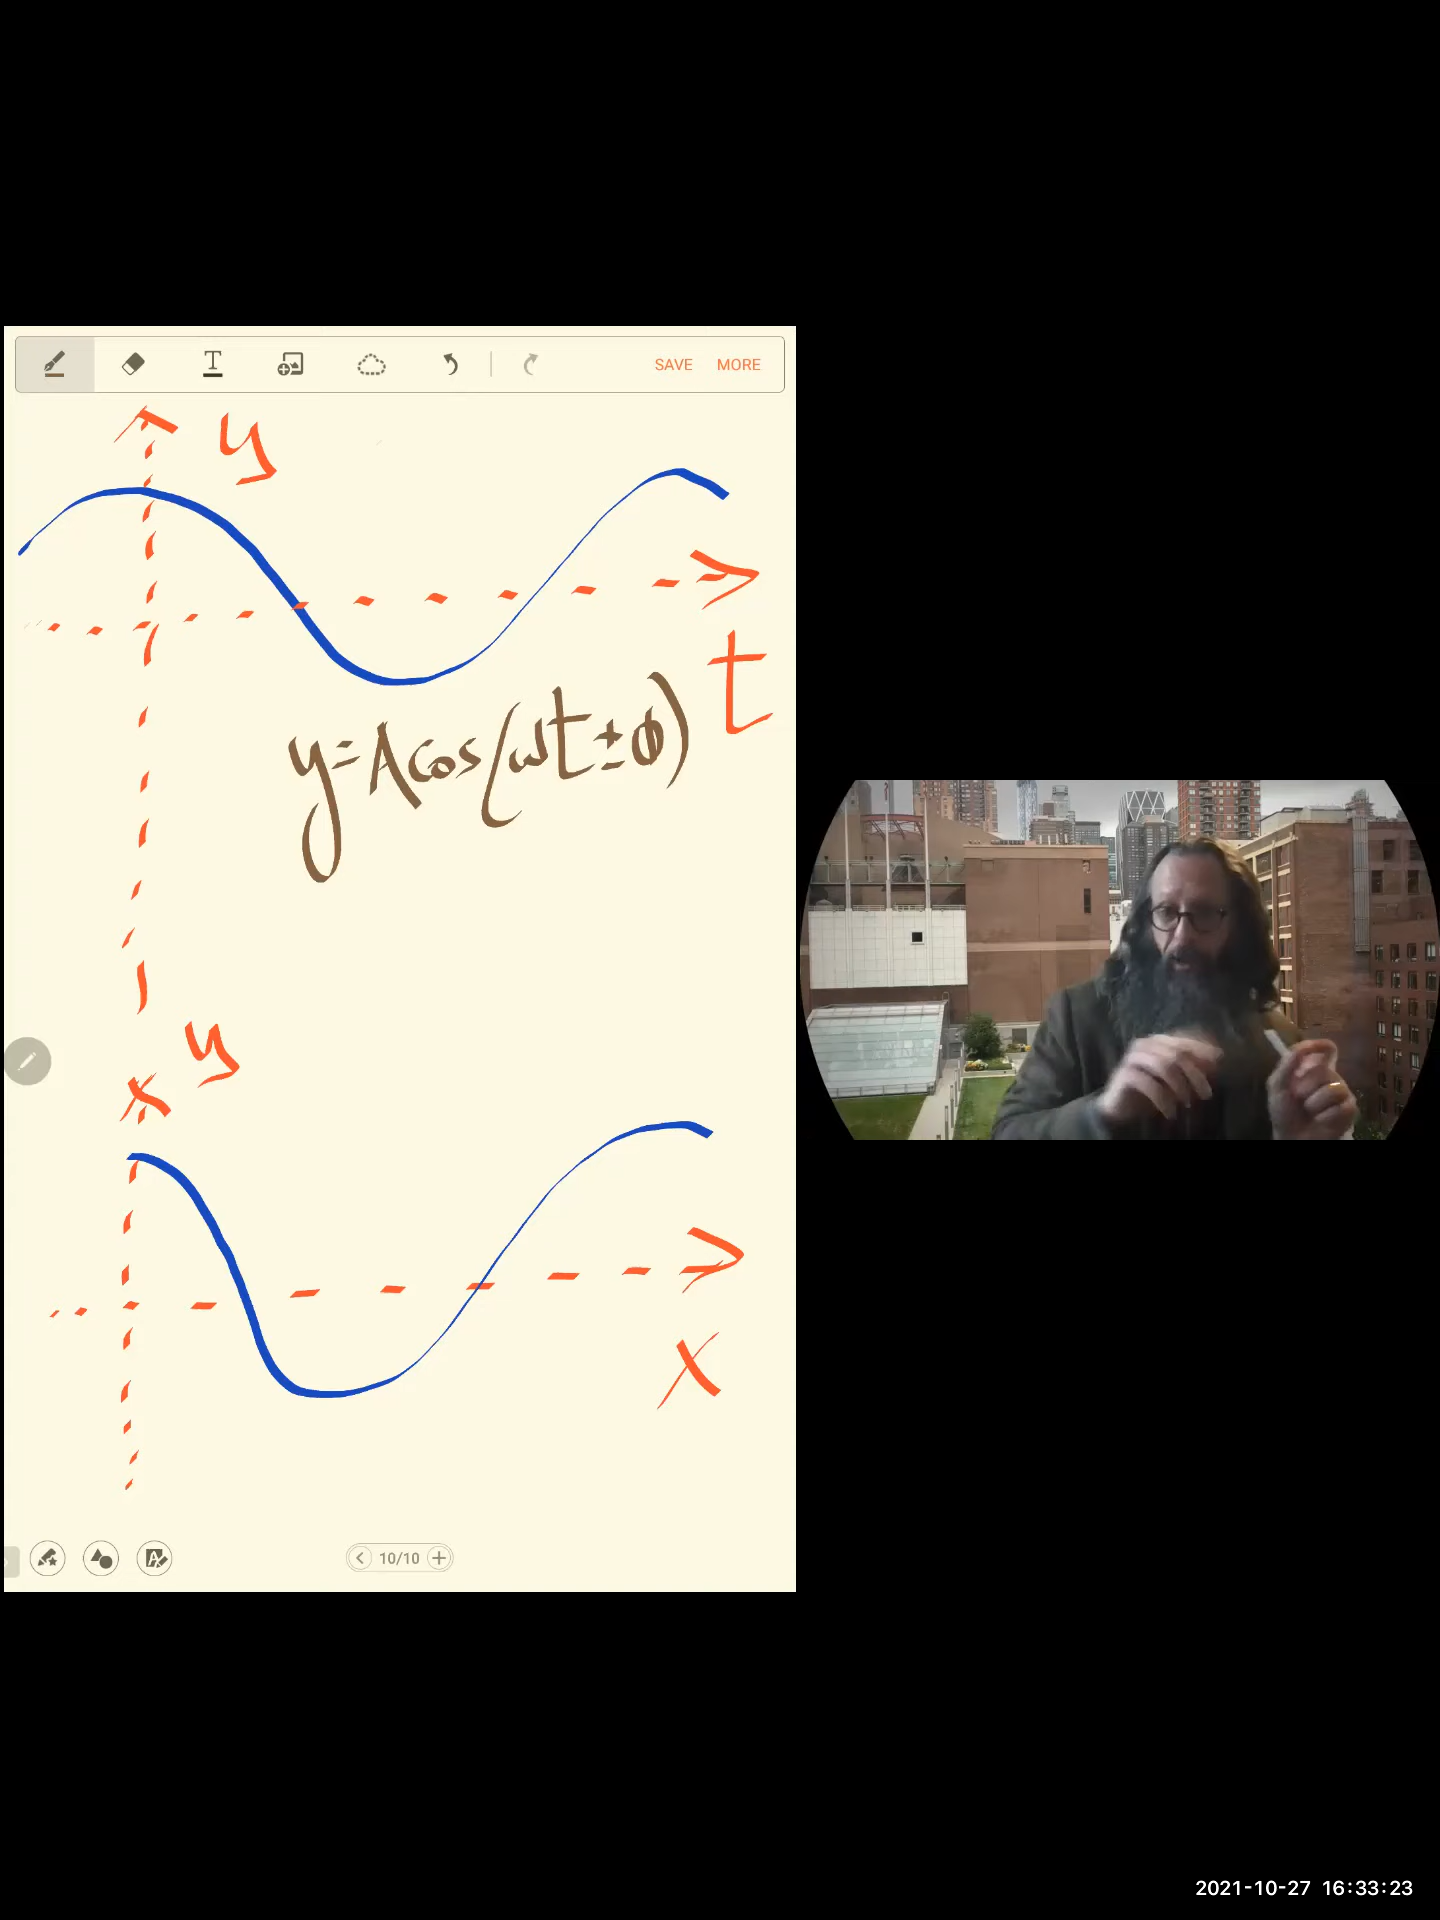 T
SAVE MORE
y
t
y=Acos(ωt±ϕ)
y
x
A
10/10
2021-10-27 16:33:23